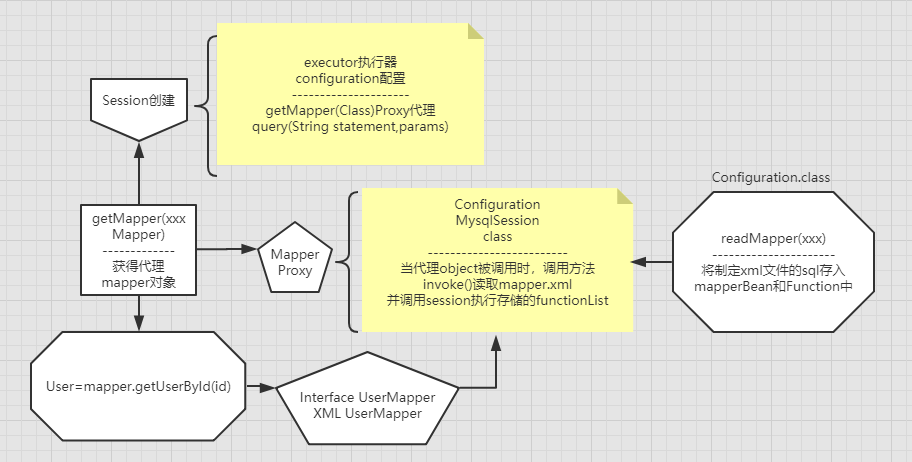 executor执行器
configuration配置
---------------------
getMapper(Class)Proxy代理
query(String statement,params)
Session创建
getMapper(xxx
Mapper)
-------------
获得代理
mapper对象
Mapper
Proxy
Configuration
MysqlSession
class
-------------------------
当代理object被调用时，调用方法
invoke()读取mapper.xml
并调用session执行存储的functionList
Configuration.class
readMapper(xxx)
-----------------------------
将制定xml文件的sql存入
mapperBean和Function中
User=mapper.getUserById(id)
Interface UserMapper
XML UserMapper